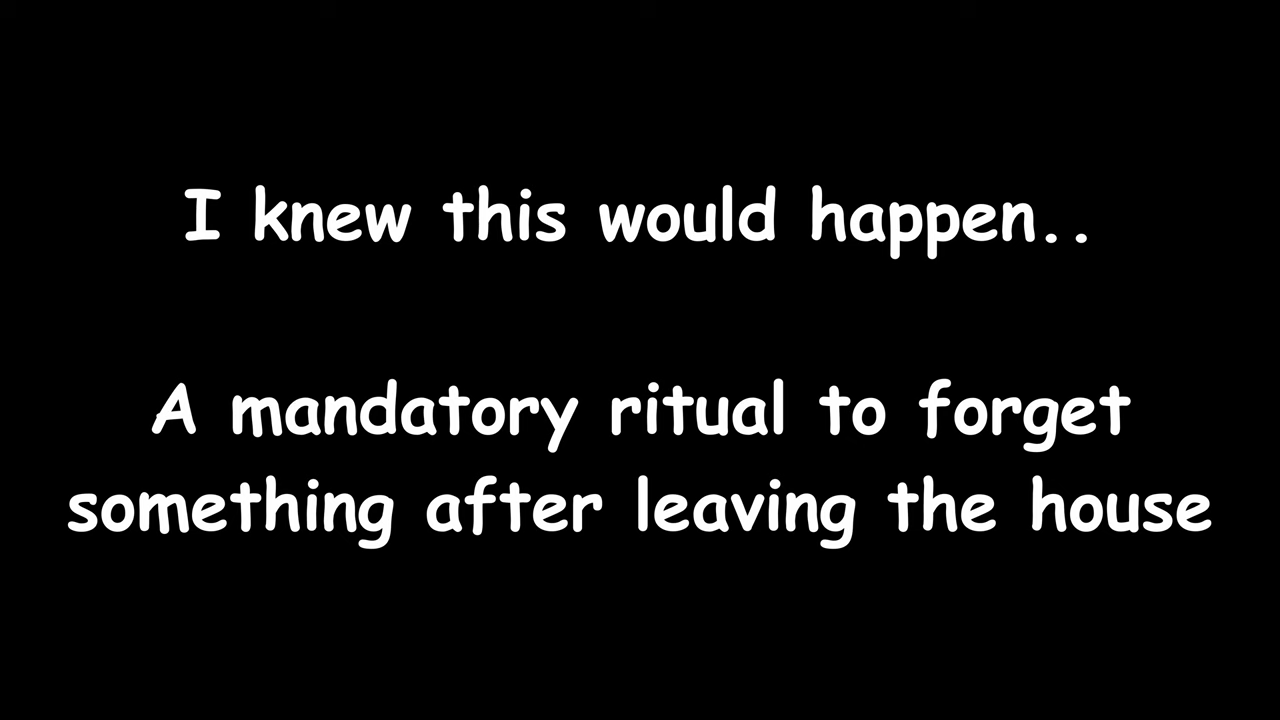 I knew this would happen..
A mandatory ritual to forget
something after leaving the house